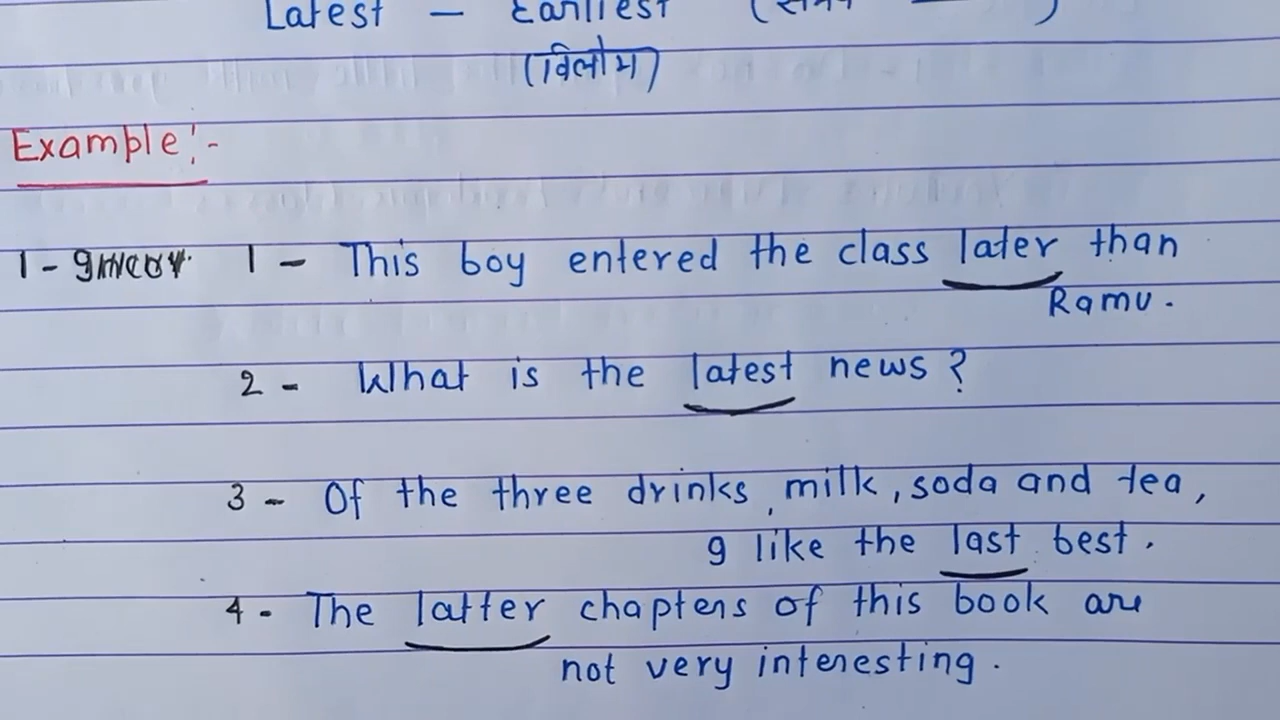 Latest – Earliest (समय )
(विलोम)
Example:-
1- 1 – This boy entered the class later than
Ramu.
2 - What is the latest news?
3 - Of the three drinks, milk, soda and tea,
I like the last best.
4 - The latter chapters of this book are
not very interesting.